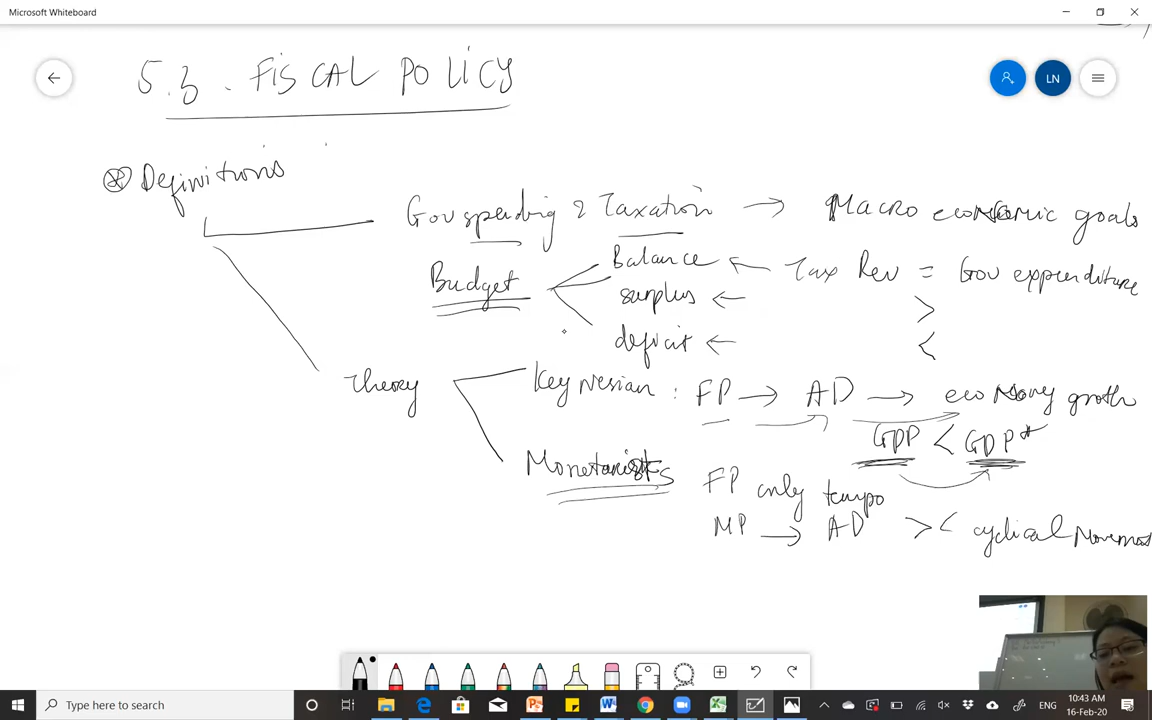 Microsoft Whiteboard
5.3. FISCAL POLICY
LN
Definitions
Gov spending & Taxation → Macro economic goals
Budget
Balance ← Tax Rev = Gov expenditure
surplus ← >
deficit ← <
Theory
Keynesian : FP → AD → economy growth
GDP < GDP*
Monetarists
FP only tempo
MP → AD >< cyclical
Type here to search
ENG
10:43 AM
16-Feb-20